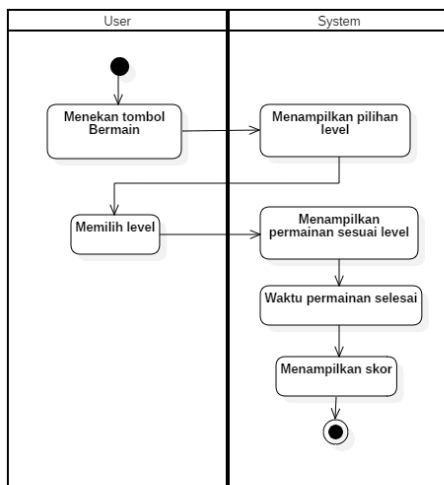 User
System
Menekan tombol
Bermain
Menampilkan pilihan
level
Memilih level
Menampilkan
permainan sesuai level
Waktu permainan selesai
Menampilkan skor